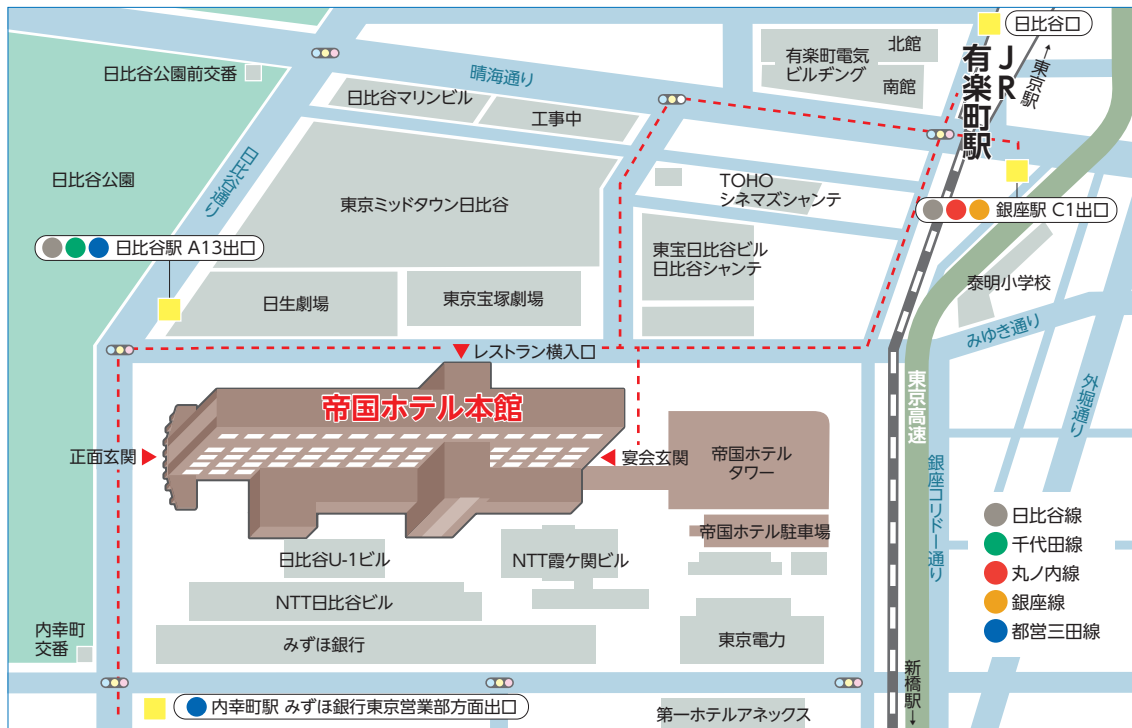 日比谷口
北館
有楽町電気
ビルヂング
南館
JR
有楽町駅
←東京駅
日比谷公園前交番
晴海通り
日比谷マリンビル
工事中
日比谷通り
日比谷公園
東京ミッドタウン日比谷
TOHO
シネマズシャンテ
銀座駅 C1出口
日比谷駅 A13出口
東宝日比谷ビル
日比谷シャンテ
日生劇場
東京宝塚劇場
泰明小学校
みゆき通り
レストラン横入口
東京高速
外堀通り
帝国ホテル本館
正面玄関
宴会玄関
帝国ホテル
タワー
銀座コリドー通り
帝国ホテル駐車場
日比谷U-1ビル
NTT霞ケ関ビル
NTT日比谷ビル
みずほ銀行
東京電力
内幸町
交番
日比谷線
千代田線
丸ノ内線
銀座線
都営三田線
新橋駅→
内幸町駅 みずほ銀行東京営業部方面出口
第一ホテルアネックス